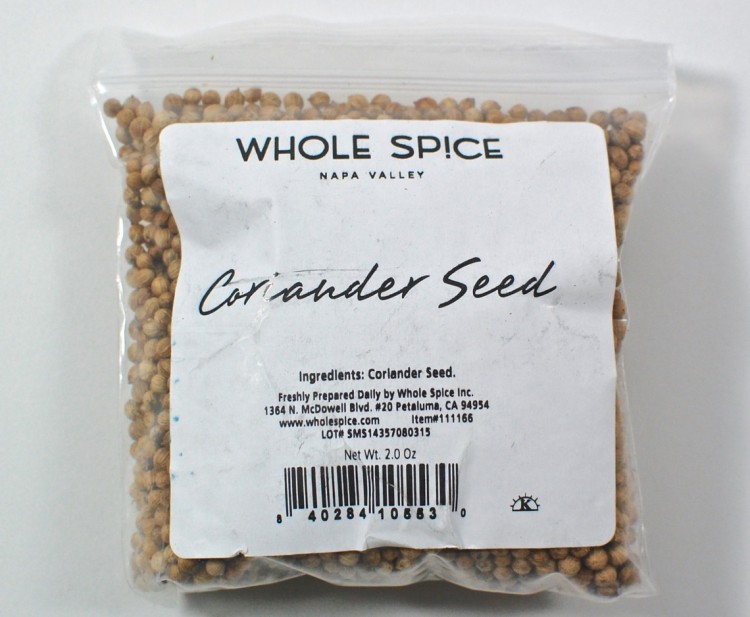 WHOLE SP!CE
NAPA VALLEY
Coriander Seed
Ingredients: Coriander Seed.
Freshly Prepared Daily by Whole Spice Inc.
1364 N. McDowell Blvd. #20 Petaluma, CA 94954
www.wholespice.com Item#111166
LOT# SMS14357080315
Net Wt. 2.0 Oz
8 40284 10553 0
K